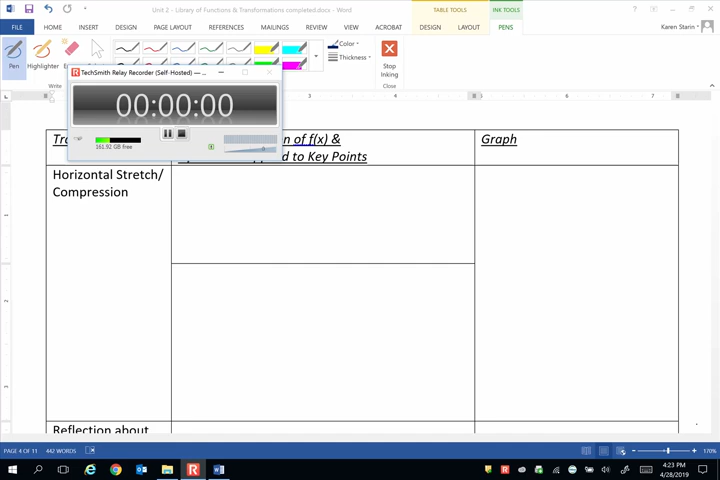 Unit 2 - Library of Functions & Transformations completed.docx - Word
TABLE TOOLS
INK TOOLS
FILE
HOME
INSERT
DESIGN
PAGE LAYOUT
REFERENCES
MAILINGS
REVIEW
VIEW
ACROBAT
DESIGN
LAYOUT
PENS
Karen Starin
Pen
Highlighter
Write
Color
Thickness
Stop
Inking
Close
TechSmith Relay Recorder (Self-Hosted) — ...
00:00:00
161.92 GB free
n of f(x) &
d to Key Points
Graph
Horizontal Stretch/
Compression
Reflection about
PAGE 4 OF 11
442 WORDS
170%
4:23 PM
4/28/2019